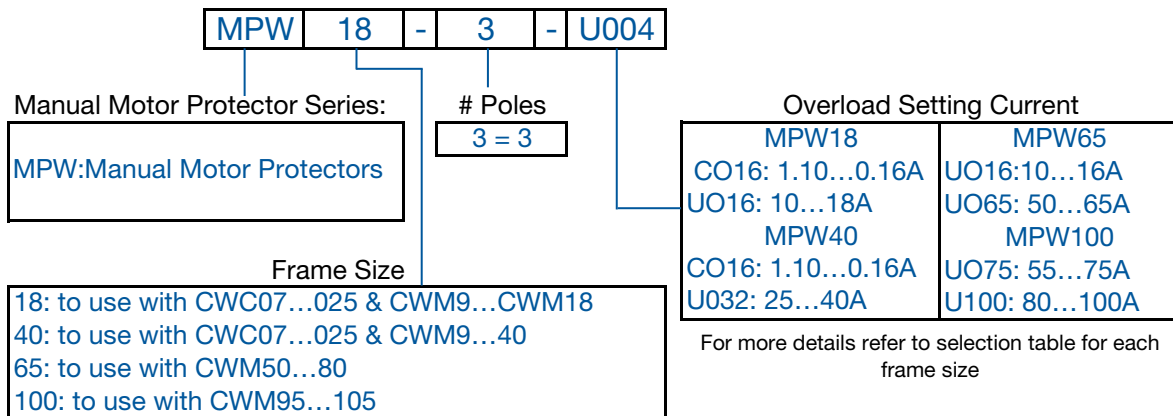 MPW 18 - 3 - U004
Manual Motor Protector Series:
MPW:Manual Motor Protectors
# Poles
3 = 3
Frame Size
18: to use with CWC07…025 & CWM9…CWM18
40: to use with CWC07…025 & CWM9…40
65: to use with CWM50…80
100: to use with CWM95…105
Overload Setting Current
MPW18
CO16: 1.10…0.16A
UO16: 10…18A
MPW40
CO16: 1.10…0.16A
U032: 25…40A
MPW65
UO16:10…16A
UO65: 50…65A
MPW100
UO75: 55…75A
U100: 80…100A
For more details refer to selection table for each
frame size